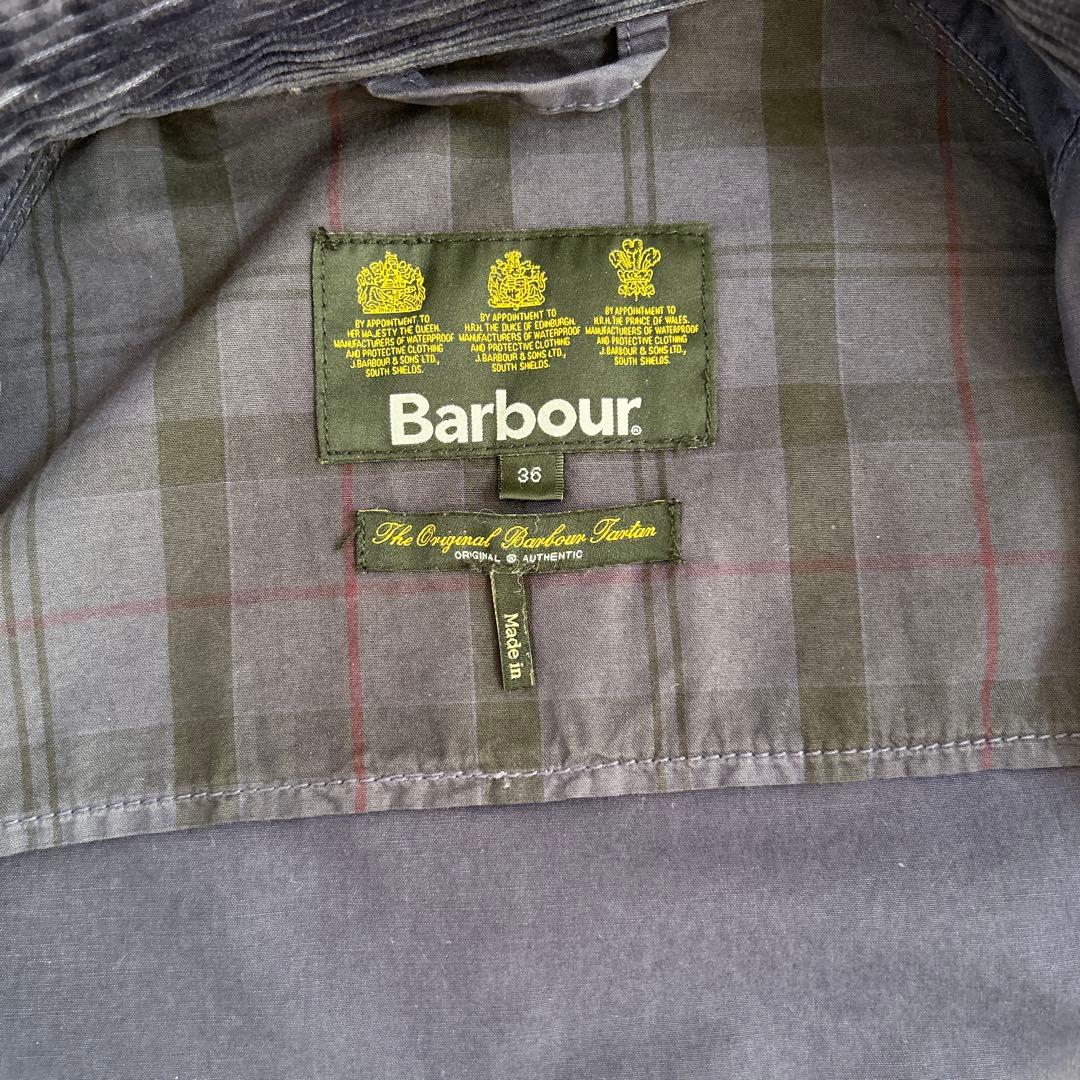 BY APPOINTMENT TO
HER MAJESTY THE QUEEN.
MANUFACTURERS OF WATERPROOF
AND PROTECTIVE CLOTHING
J.BARBOUR & SONS LTD.,
SOUTH SHIELDS.
BY APPOINTMENT TO
H.R.H. THE DUKE OF EDINBURGH.
MANUFACTURERS OF WATERPROOF
AND PROTECTIVE CLOTHING
J.BARBOUR & SONS LTD.,
SOUTH SHIELDS.
BY APPOINTMENT TO
H.R.H. THE PRINCE OF WALES.
MANUFACTURERS OF WATERPROOF
AND PROTECTIVE CLOTHING
J.BARBOUR & SONS LTD.,
SOUTH SHIELDS.
Barbour®
36
The Original Barbour Tartan
ORIGINAL ® AUTHENTIC
Made in